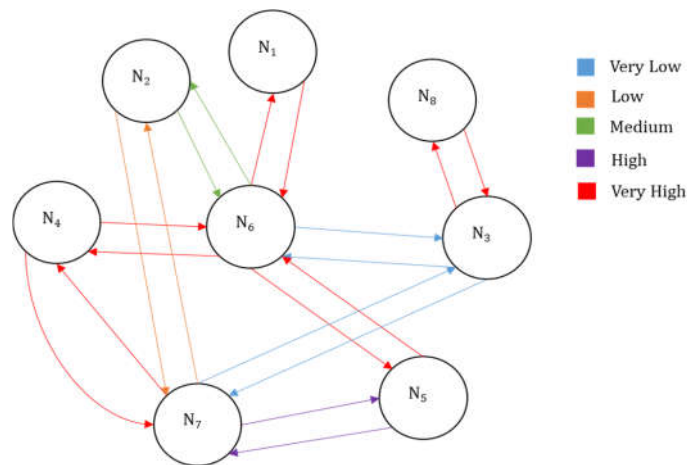 N₁
N₂
N₈
N₄
N₆
N₃
N₅
N₇
Very Low
Low
Medium
High
Very High